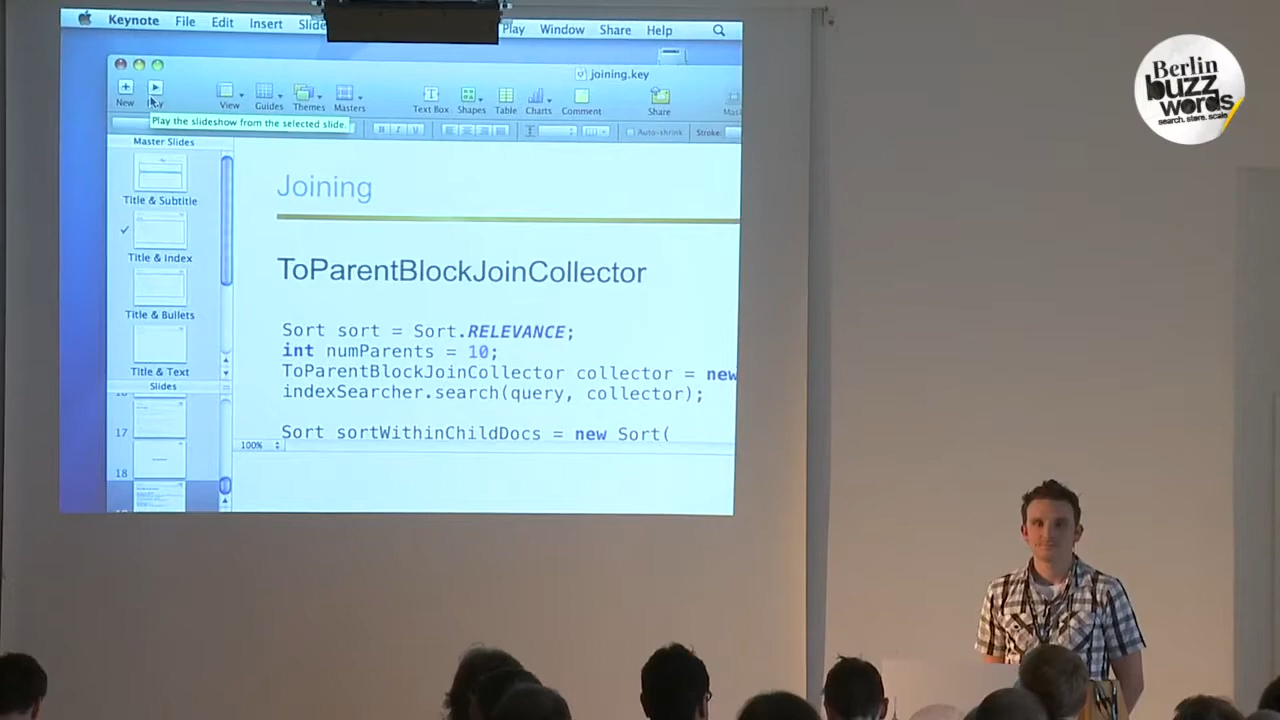 Keynote File Edit Insert Slide Play Window Share Help
joining.key
New View Guides Themes Masters Text Box Shapes Table Charts Comment Share Mas
Play the slideshow from the selected slide.
B I U Auto-shrink Stroke:
Master Slides
Title & Subtitle
Title & Index
Title & Bullets
Title & Text
Slides
17
18
Joining
ToParentBlockJoinCollector
Sort sort = Sort.RELEVANCE;
int numParents = 10;
ToParentBlockJoinCollector collector = new
indexSearcher.search(query, collector);
Sort sortWithinChildDocs = new Sort(
100%
Berlin
buzz
words
search. store. scale